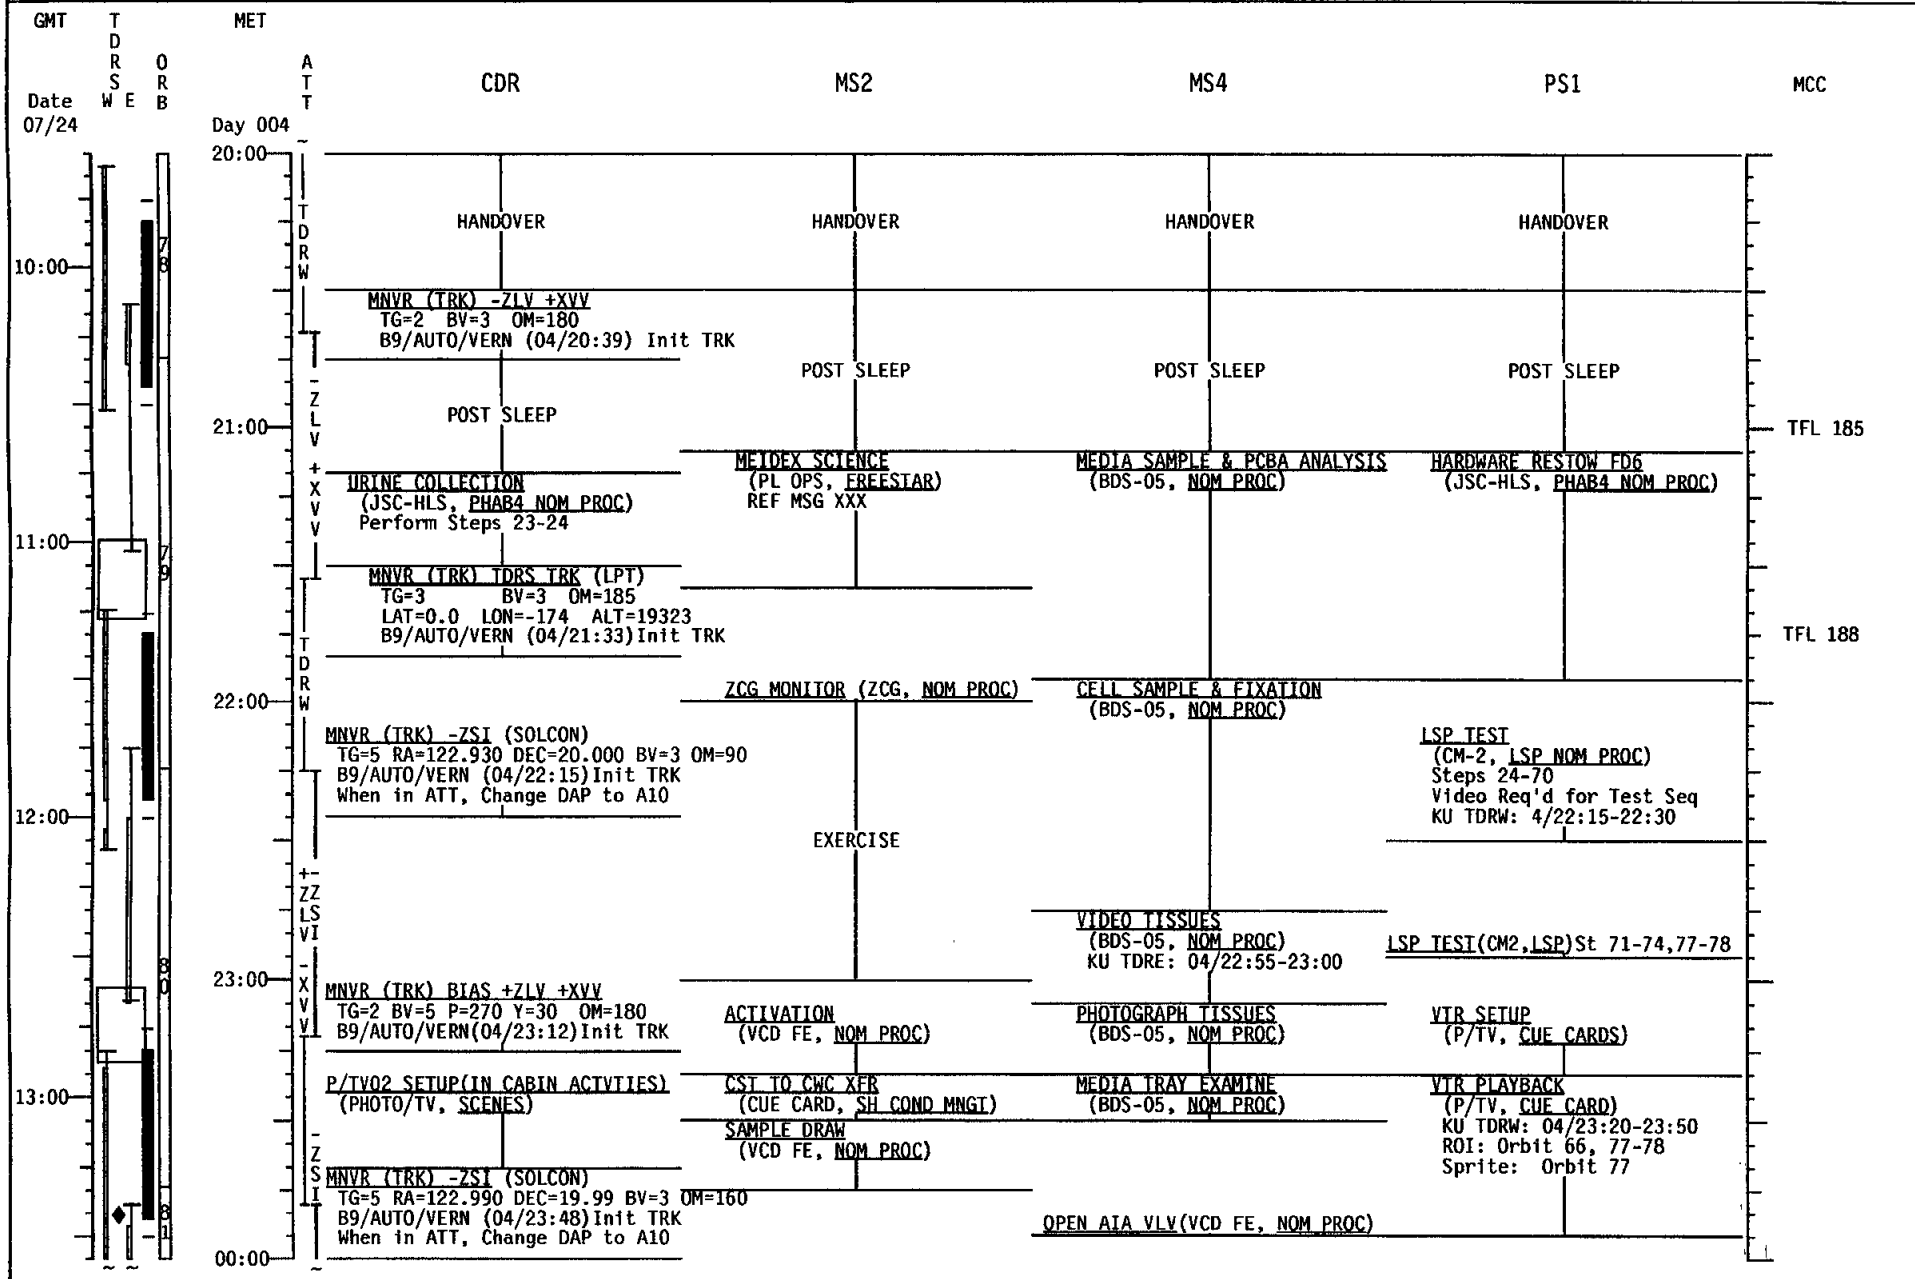 GMT
TDRS
W E
ORB
MET
ATT
CDR
MS2
MS4
PS1
MCC
Date
07/24
Day 004
20:00
HANDOVER
HANDOVER
HANDOVER
HANDOVER
TDRW
78
10:00
MNVR (TRK) -ZLV +XVV
TG=2 BV=3 OM=180
B9/AUTO/VERN (04/20:39) Init TRK
POST SLEEP
POST SLEEP
POST SLEEP
POST SLEEP
-ZLV +XVV
21:00
TFL 185
URINE COLLECTION
(JSC-HLS, PHAB4 NOM PROC)
Perform Steps 23-24
MEIDEX SCIENCE
(PL OPS, FREESTAR)
REF MSG XXX
MEDIA SAMPLE & PCBA ANALYSIS
(BDS-05, NOM PROC)
HARDWARE RESTOW FD6
(JSC-HLS, PHAB4 NOM PROC)
11:00
79
MNVR (TRK) TDRS TRK (LPT)
TG=3 BV=3 OM=185
LAT=0.0 LON=-174 ALT=19323
B9/AUTO/VERN (04/21:33)Init TRK
TDRW
TFL 188
22:00
ZCG MONITOR (ZCG, NOM PROC)
CELL SAMPLE & FIXATION
(BDS-05, NOM PROC)
MNVR (TRK) -ZSI (SOLCON)
TG=5 RA=122.930 DEC=20.000 BV=3 OM=90
B9/AUTO/VERN (04/22:15)Init TRK
When in ATT, Change DAP to A10
LSP TEST
(CM-2, LSP NOM PROC)
Steps 24-70
Video Req'd for Test Seq
KU TDRW: 4/22:15-22:30
12:00
EXERCISE
+ZLV -XVV
-ZSI
VIDEO TISSUES
(BDS-05, NOM PROC)
KU TDRE: 04/22:55-23:00
LSP TEST(CM2,LSP)St 71-74,77-78
80
23:00
MNVR (TRK) BIAS +ZLV +XVV
TG=2 BV=5 P=270 Y=30 OM=180
B9/AUTO/VERN(04/23:12)Init TRK
ACTIVATION
(VCD FE, NOM PROC)
PHOTOGRAPH TISSUES
(BDS-05, NOM PROC)
VTR SETUP
(P/TV, CUE CARDS)
13:00
P/TV02 SETUP(IN CABIN ACTVTIES)
(PHOTO/TV, SCENES)
CST TO CWC XFR
(CUE CARD, SH COND MNGT)
SAMPLE DRAW
(VCD FE, NOM PROC)
MEDIA TRAY EXAMINE
(BDS-05, NOM PROC)
VTR PLAYBACK
(P/TV, CUE CARD)
KU TDRW: 04/23:20-23:50
ROI: Orbit 66, 77-78
Sprite: Orbit 77
-ZSI
MNVR (TRK) -ZSI (SOLCON)
TG=5 RA=122.990 DEC=19.99 BV=3 OM=160
B9/AUTO/VERN (04/23:48)Init TRK
When in ATT, Change DAP to A10
81
OPEN AIA VLV(VCD FE, NOM PROC)
00:00